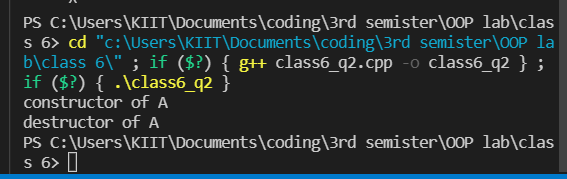 PS C:\Users\KIIT\Documents\coding\3rd semister\OOP lab\clas
s 6> cd "c:\Users\KIIT\Documents\coding\3rd semister\OOP la
b\class 6\" ; if ($?) { g++ class6_q2.cpp -o class6_q2 } ;
if ($?) { .\class6_q2 }
constructor of A
destructor of A
PS C:\Users\KIIT\Documents\coding\3rd semister\OOP lab\clas
s 6>